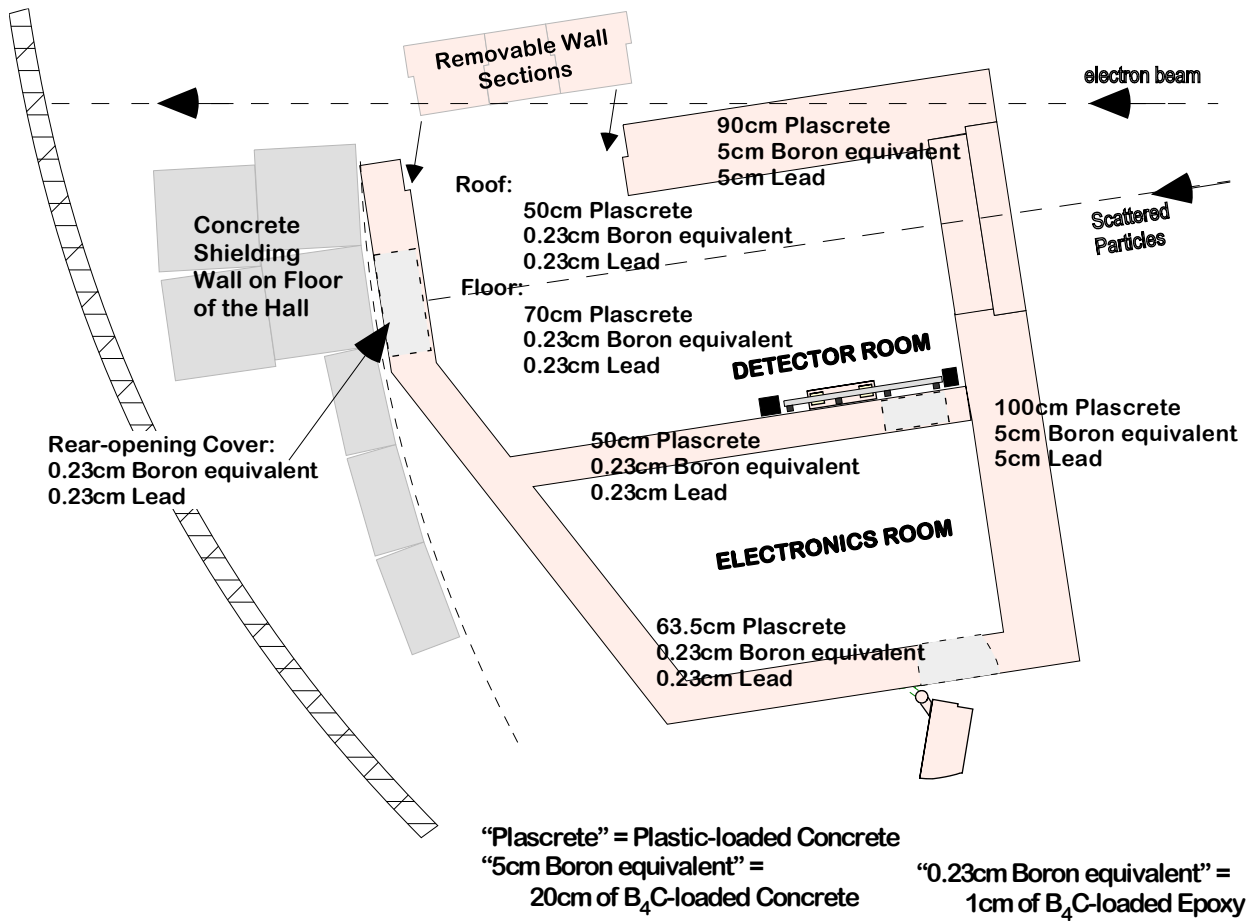 Removable Wall
Sections
electron beam
90cm Plascrete
5cm Boron equivalent
5cm Lead
Scattered
Particles
Roof:
50cm Plascrete
0.23cm Boron equivalent
0.23cm Lead
Floor:
70cm Plascrete
0.23cm Boron equivalent
0.23cm Lead
Concrete
Shielding
Wall on Floor
of the Hall
DETECTOR ROOM
100cm Plascrete
5cm Boron equivalent
5cm Lead
Rear-opening Cover:
0.23cm Boron equivalent
0.23cm Lead
50cm Plascrete
0.23cm Boron equivalent
0.23cm Lead
ELECTRONICS ROOM
63.5cm Plascrete
0.23cm Boron equivalent
0.23cm Lead
“Plascrete” = Plastic-loaded Concrete
“5cm Boron equivalent” =
20cm of B₄C-loaded Concrete
“0.23cm Boron equivalent” =
1cm of B₄C-loaded Epoxy